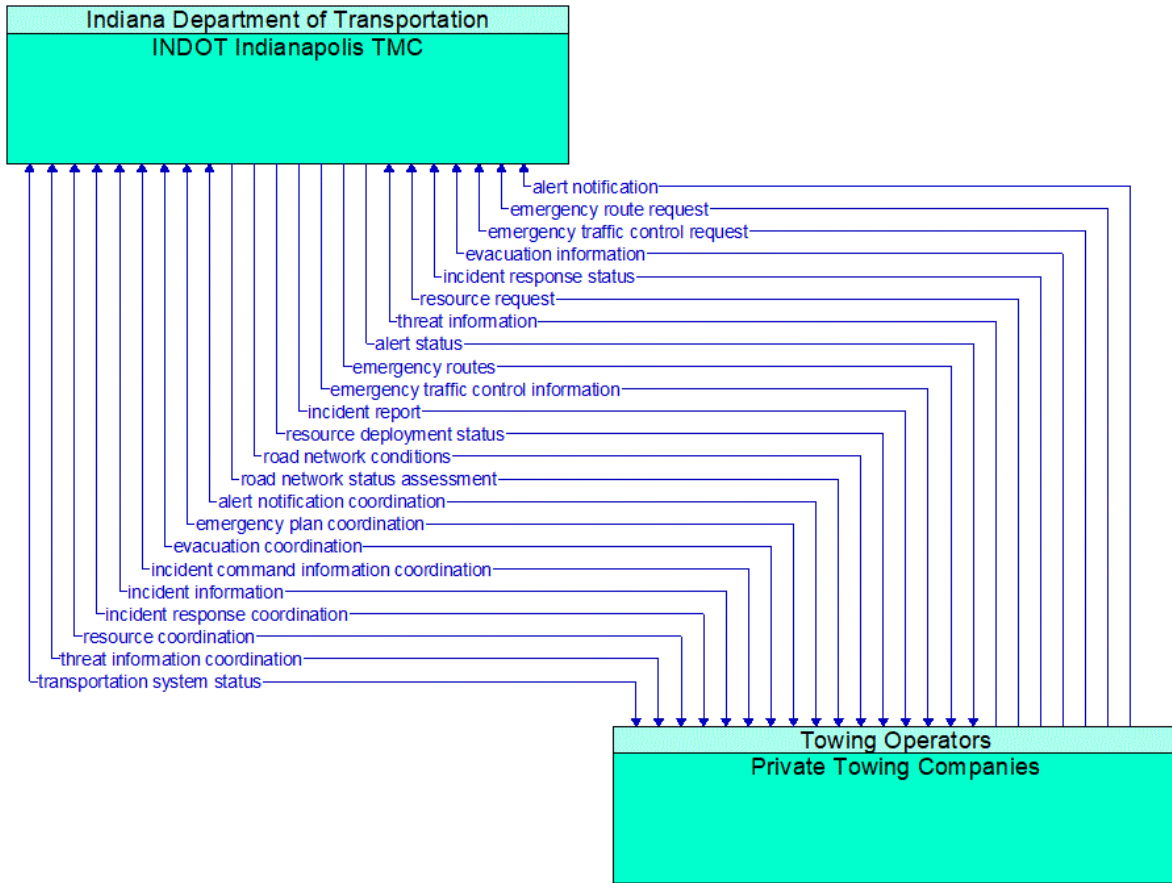 Indiana Department of Transportation
INDOT Indianapolis TMC
alert notification
emergency route request
emergency traffic control request
evacuation information
incident response status
resource request
threat information
alert status
emergency routes
emergency traffic control information
incident report
resource deployment status
road network conditions
road network status assessment
alert notification coordination
emergency plan coordination
evacuation coordination
incident command information coordination
incident information
incident response coordination
resource coordination
threat information coordination
transportation system status
Towing Operators
Private Towing Companies